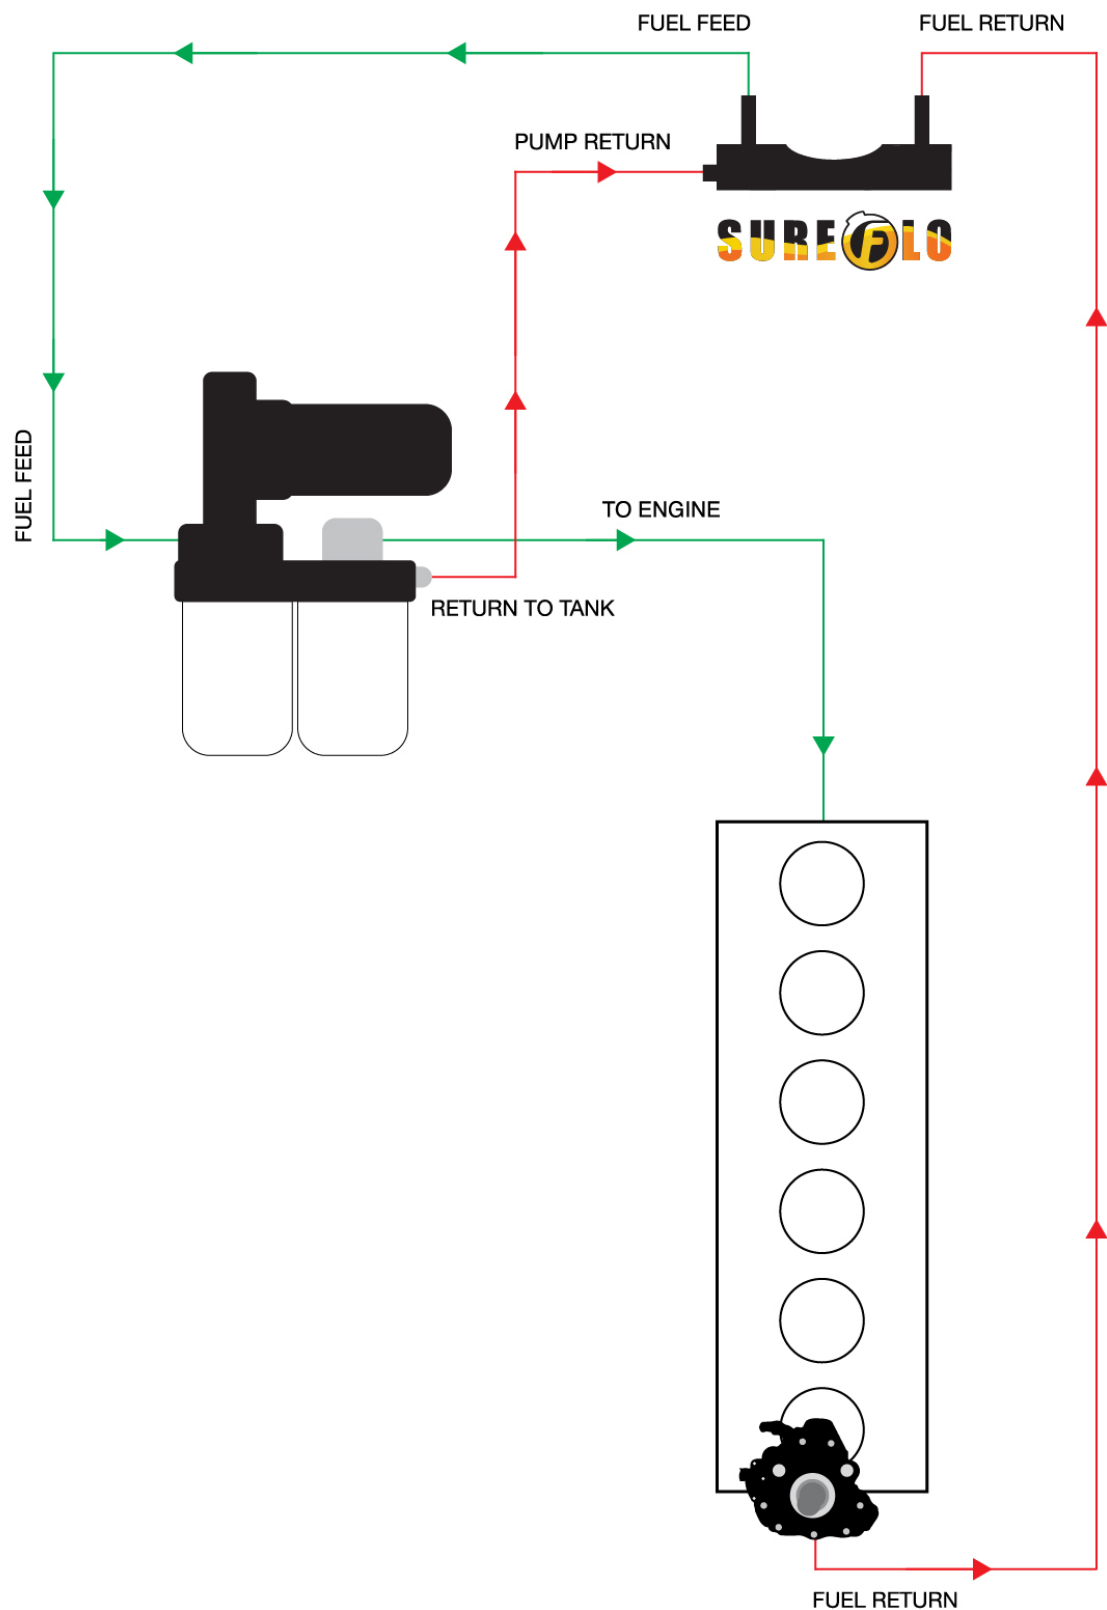 FUEL FEED
FUEL RETURN
PUMP RETURN
SUREFLO
FUEL FEED
TO ENGINE
RETURN TO TANK
FUEL RETURN